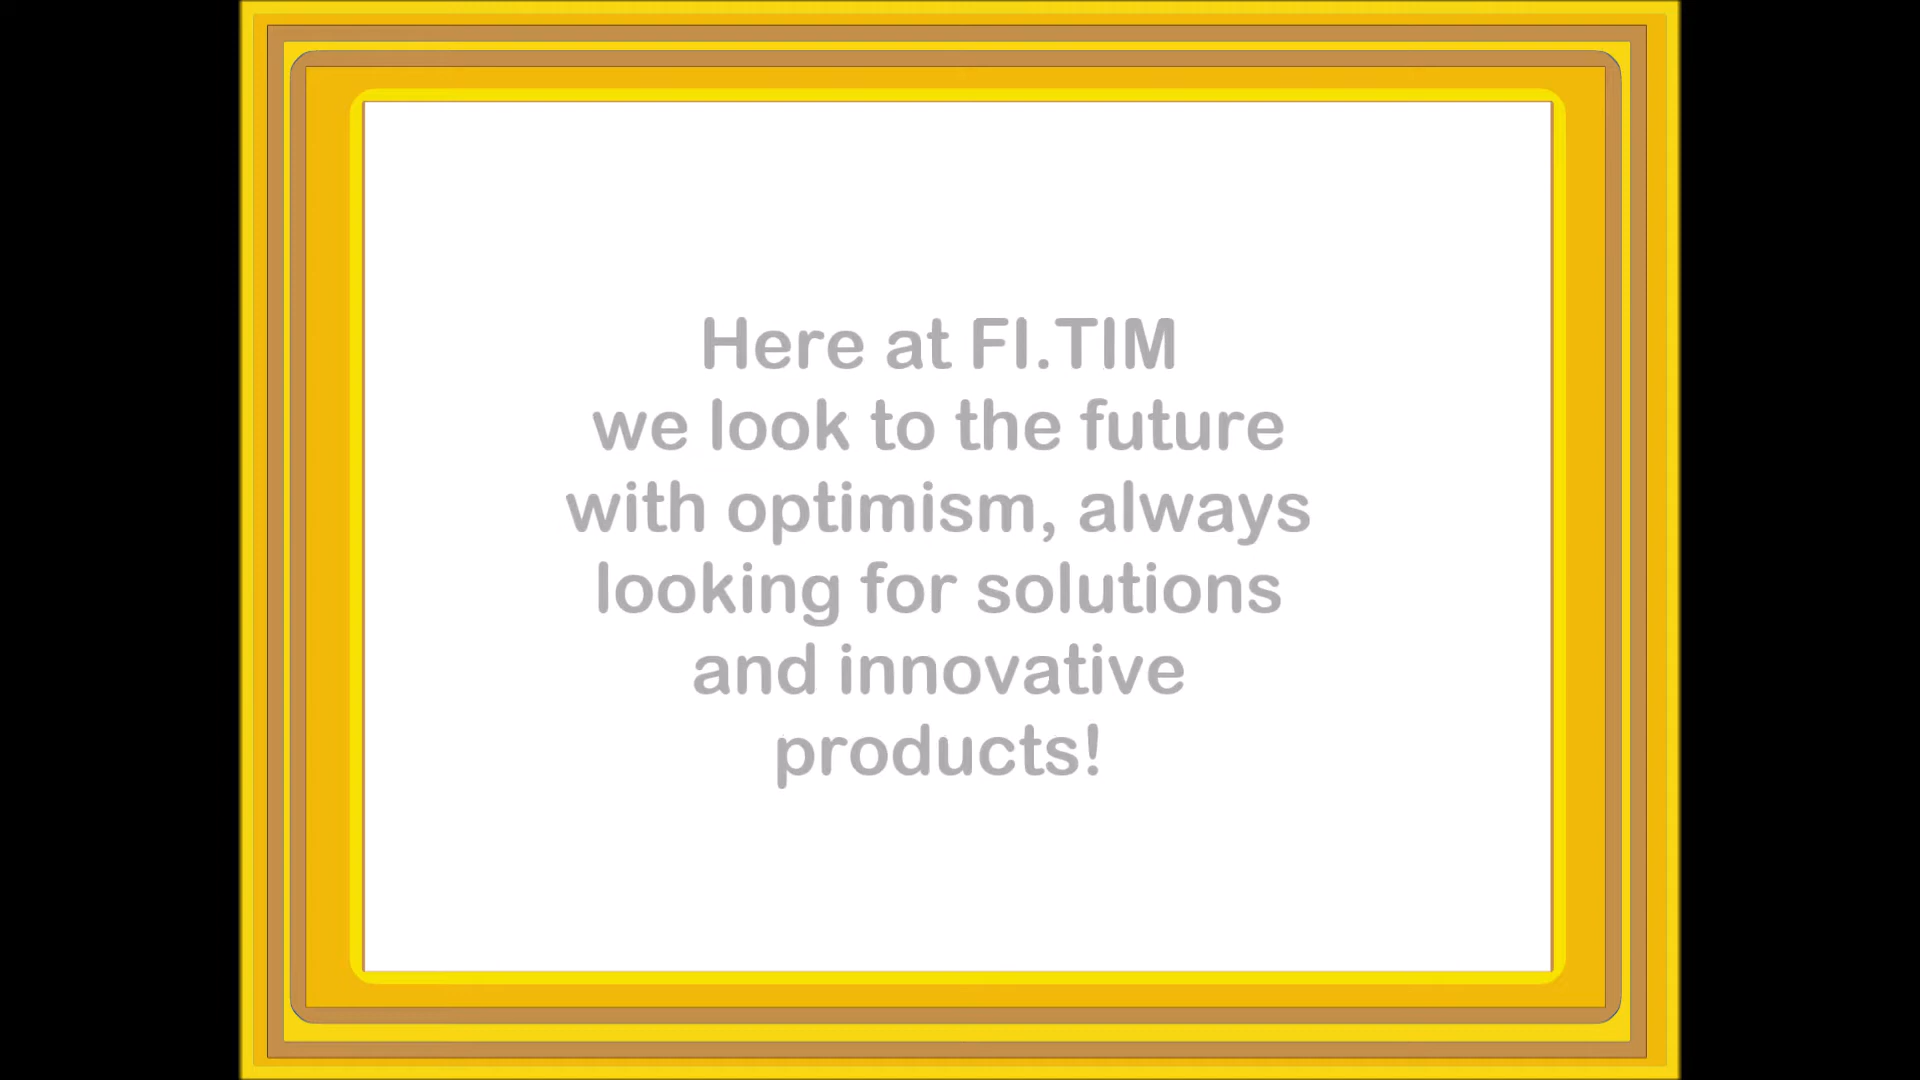 Here at FI.TIM
we look to the future
with optimism, always
looking for solutions
and innovative
products!